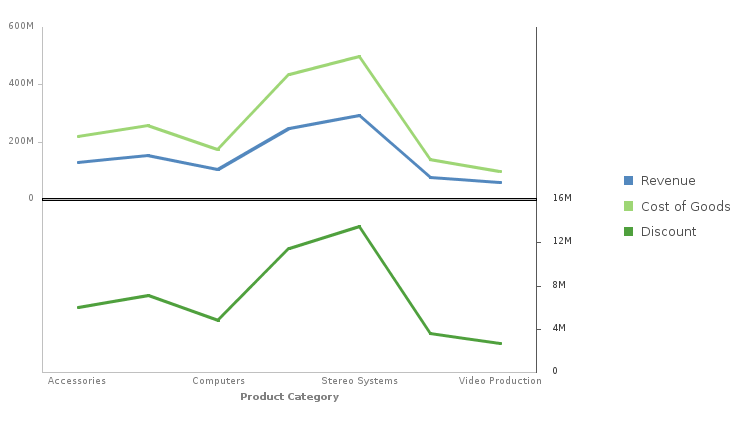 600M
400M
200M
0
16M
12M
8M
4M
0
Accessories Computers Stereo Systems Video Production
Product Category
Revenue
Cost of Goods
Discount